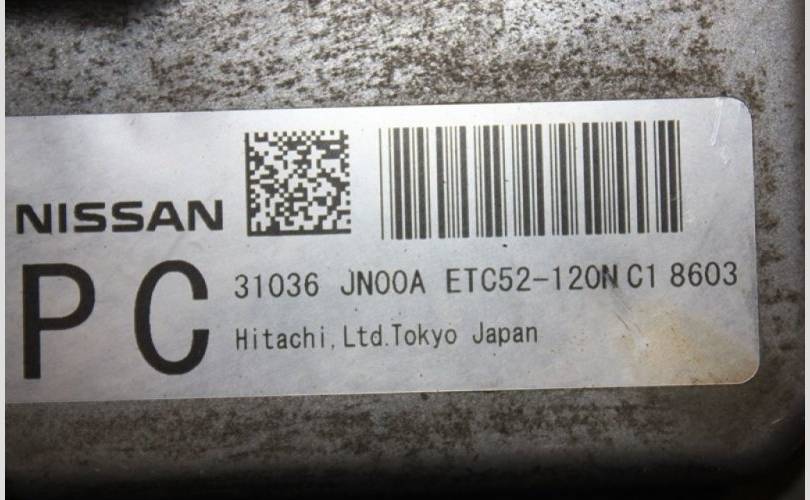 NISSAN
PC
31036 JN00A ETC52-120N C1 8603
Hitachi,Ltd.Tokyo Japan